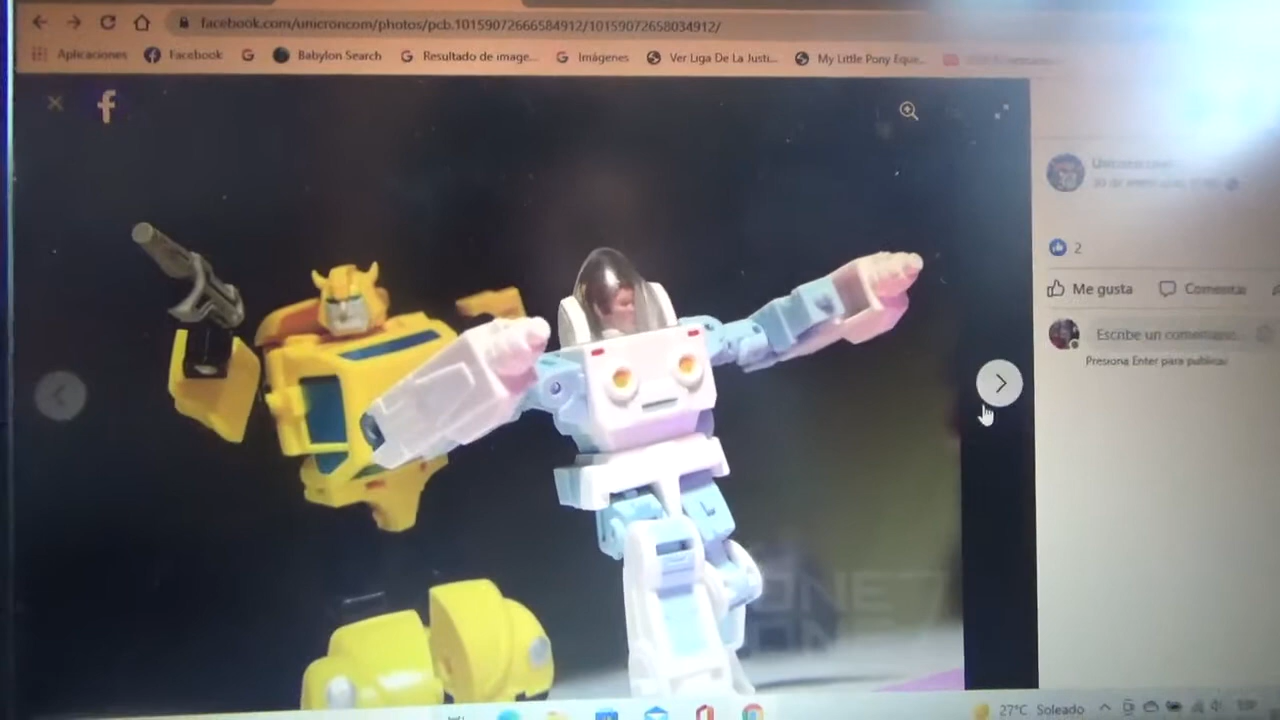 facebook.com/unicroncom/photos/pcb.10159072666584912/10159072658034912/
Aplicaciones Facebook Babylon Search Resultado de image... Imágenes Ver Liga De La Justi... My Little Pony Eque...
2
Me gusta Comentar
Escribe un comentario...
Presiona Enter para publicar
27°C Soleado